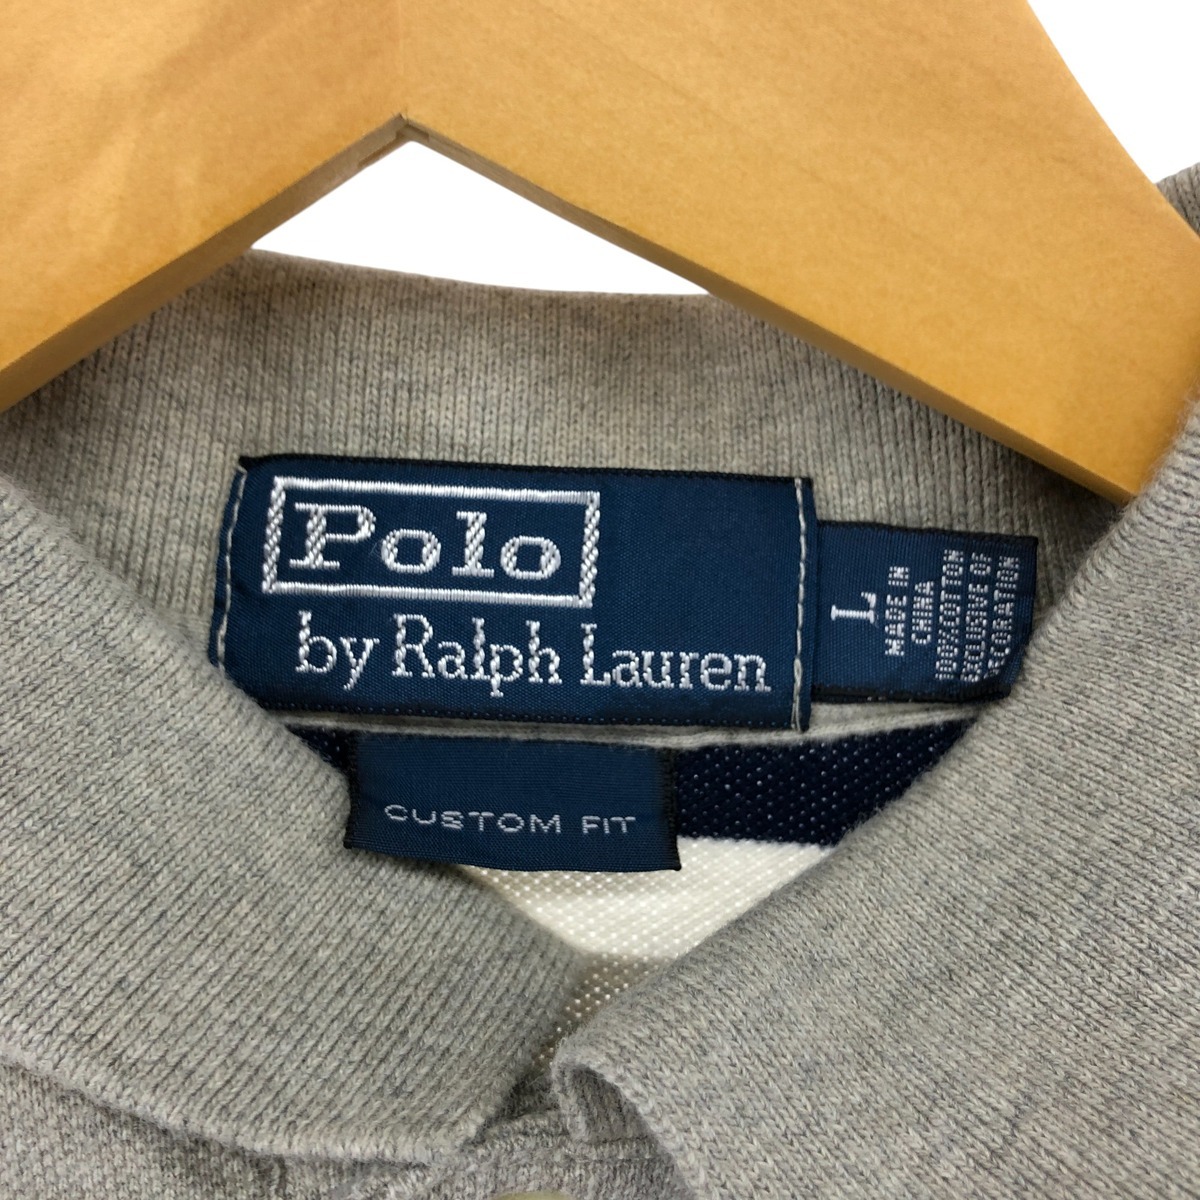 Polo
by Ralph Lauren
L
MADE IN
CHINA
100% COTTON
EXCLUSIVE OF
DECORATION
CUSTOM FIT